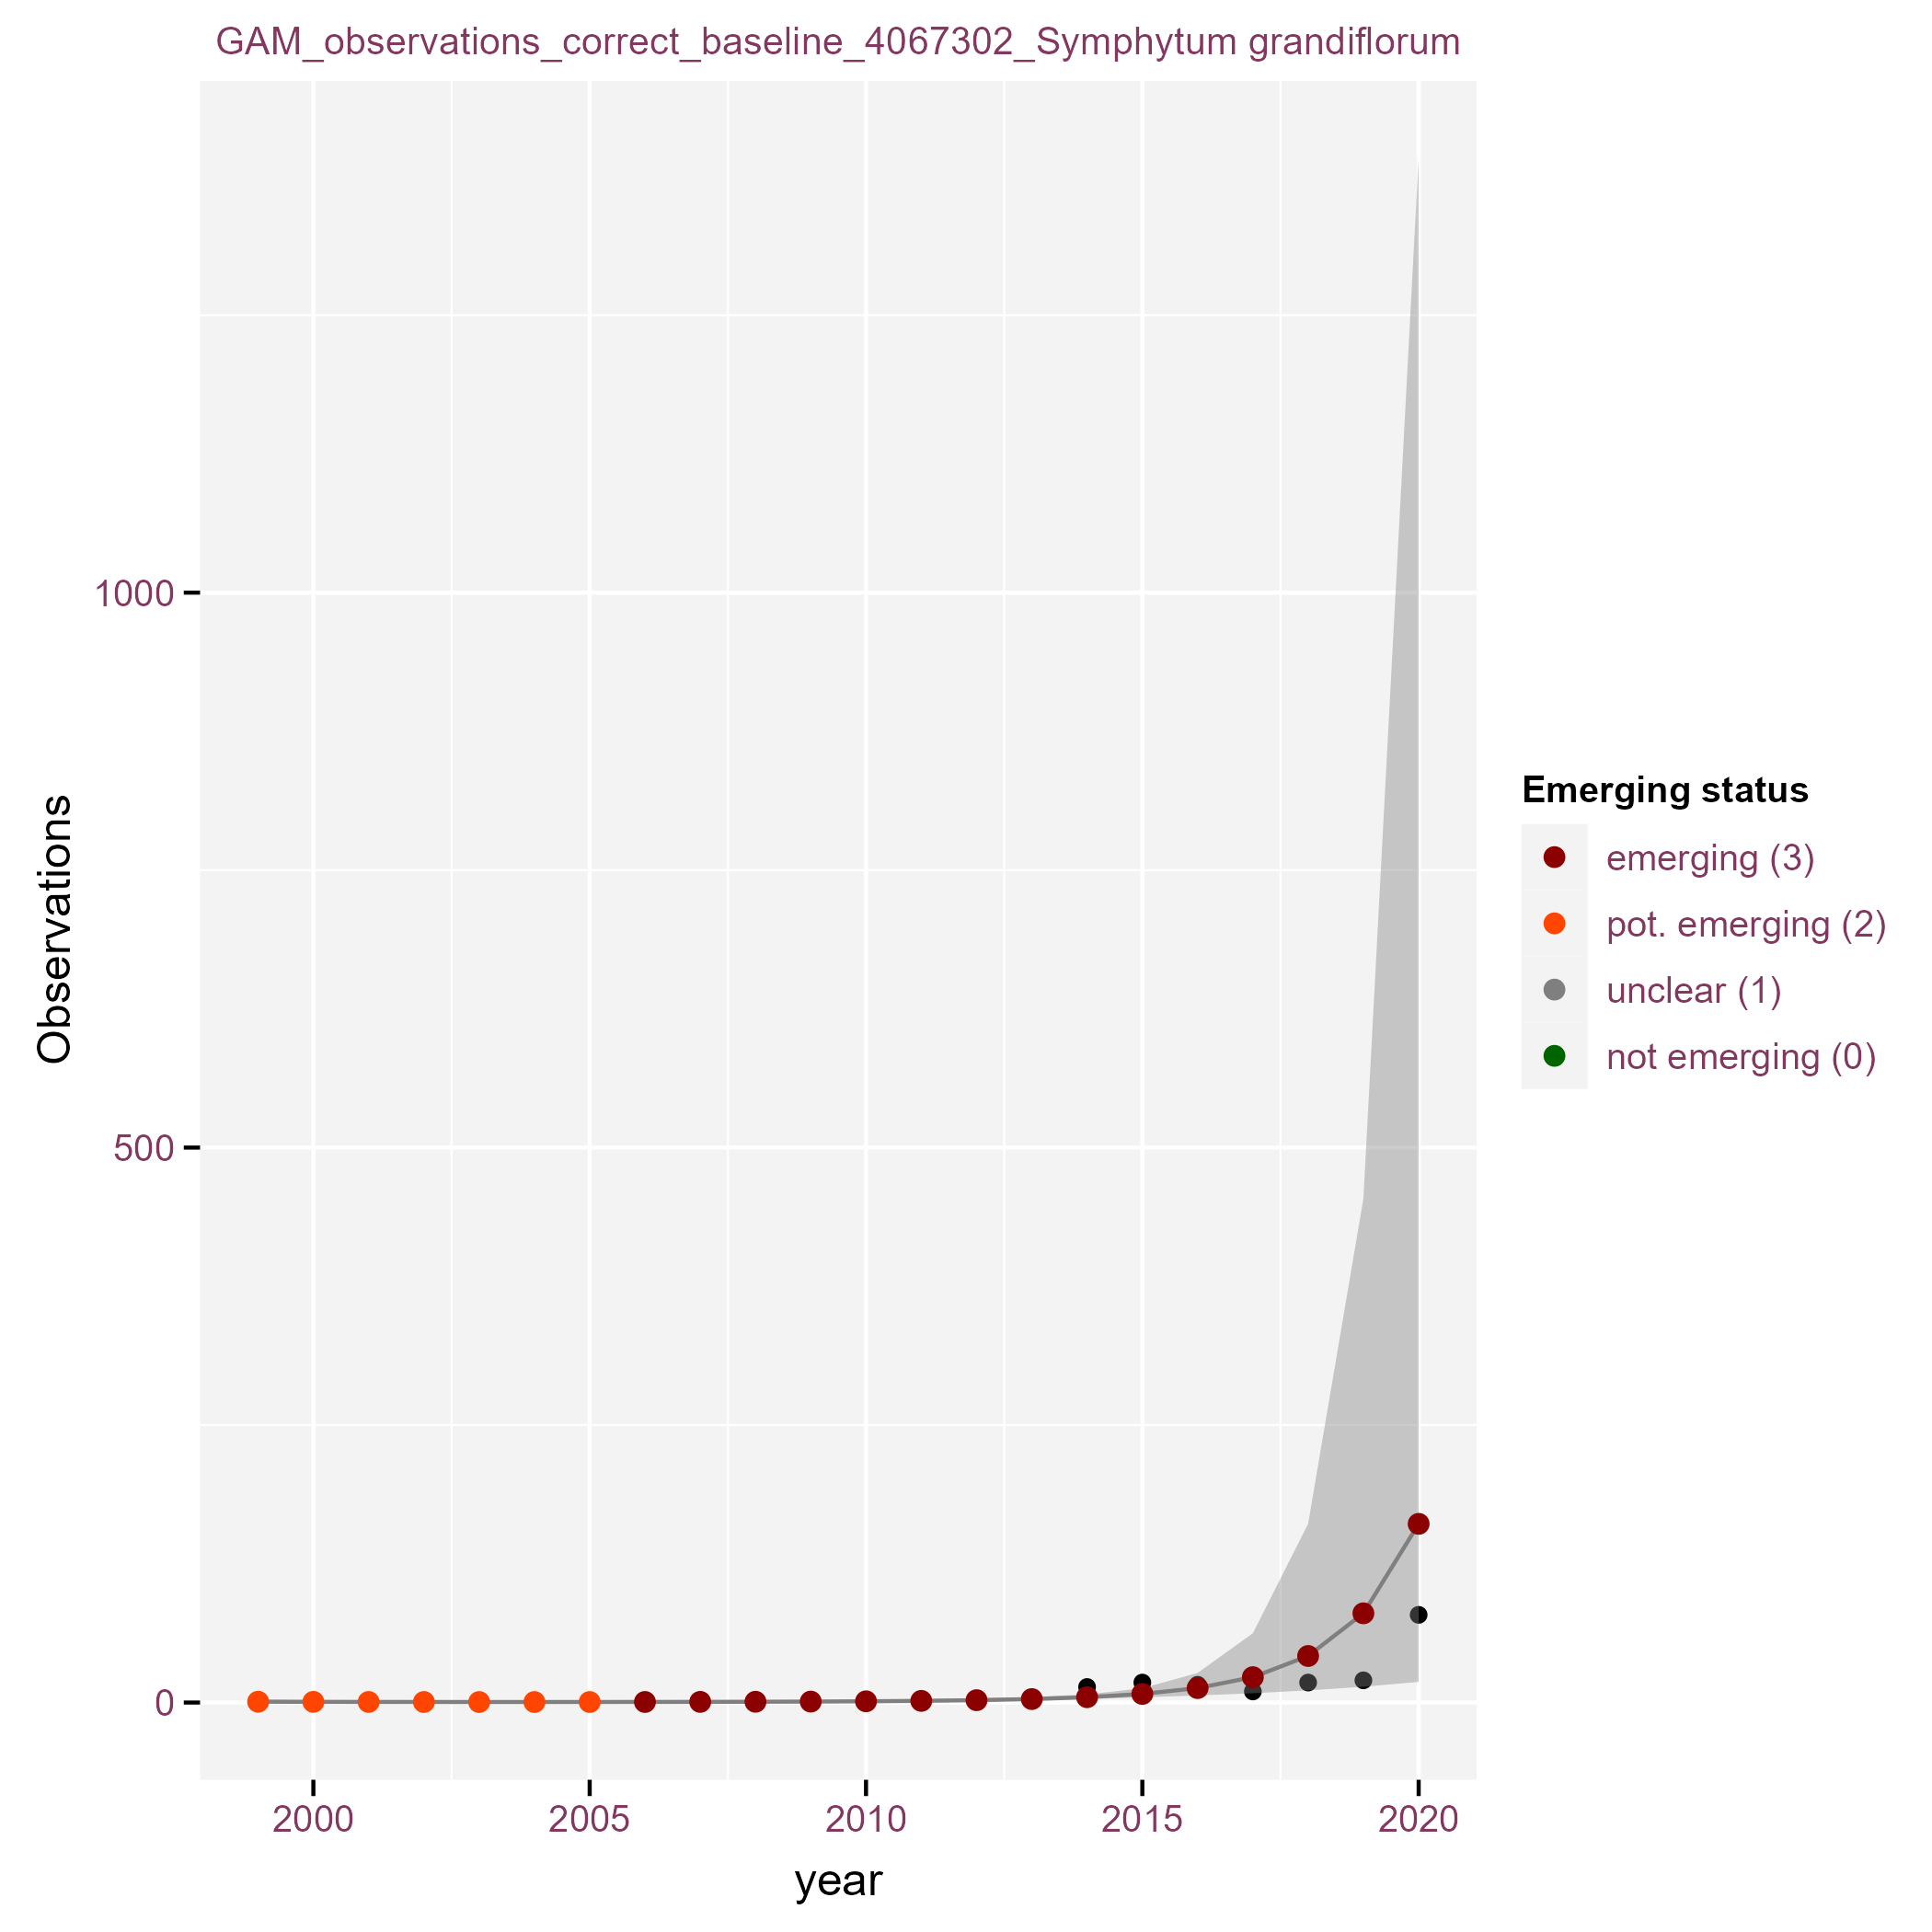 GAM_observations_correct_baseline_4067302_Symphytum grandiflorum
Observations
1000
500
0
2000 2005 2010 2015 2020
year
Emerging status
emerging (3)
pot. emerging (2)
unclear (1)
not emerging (0)